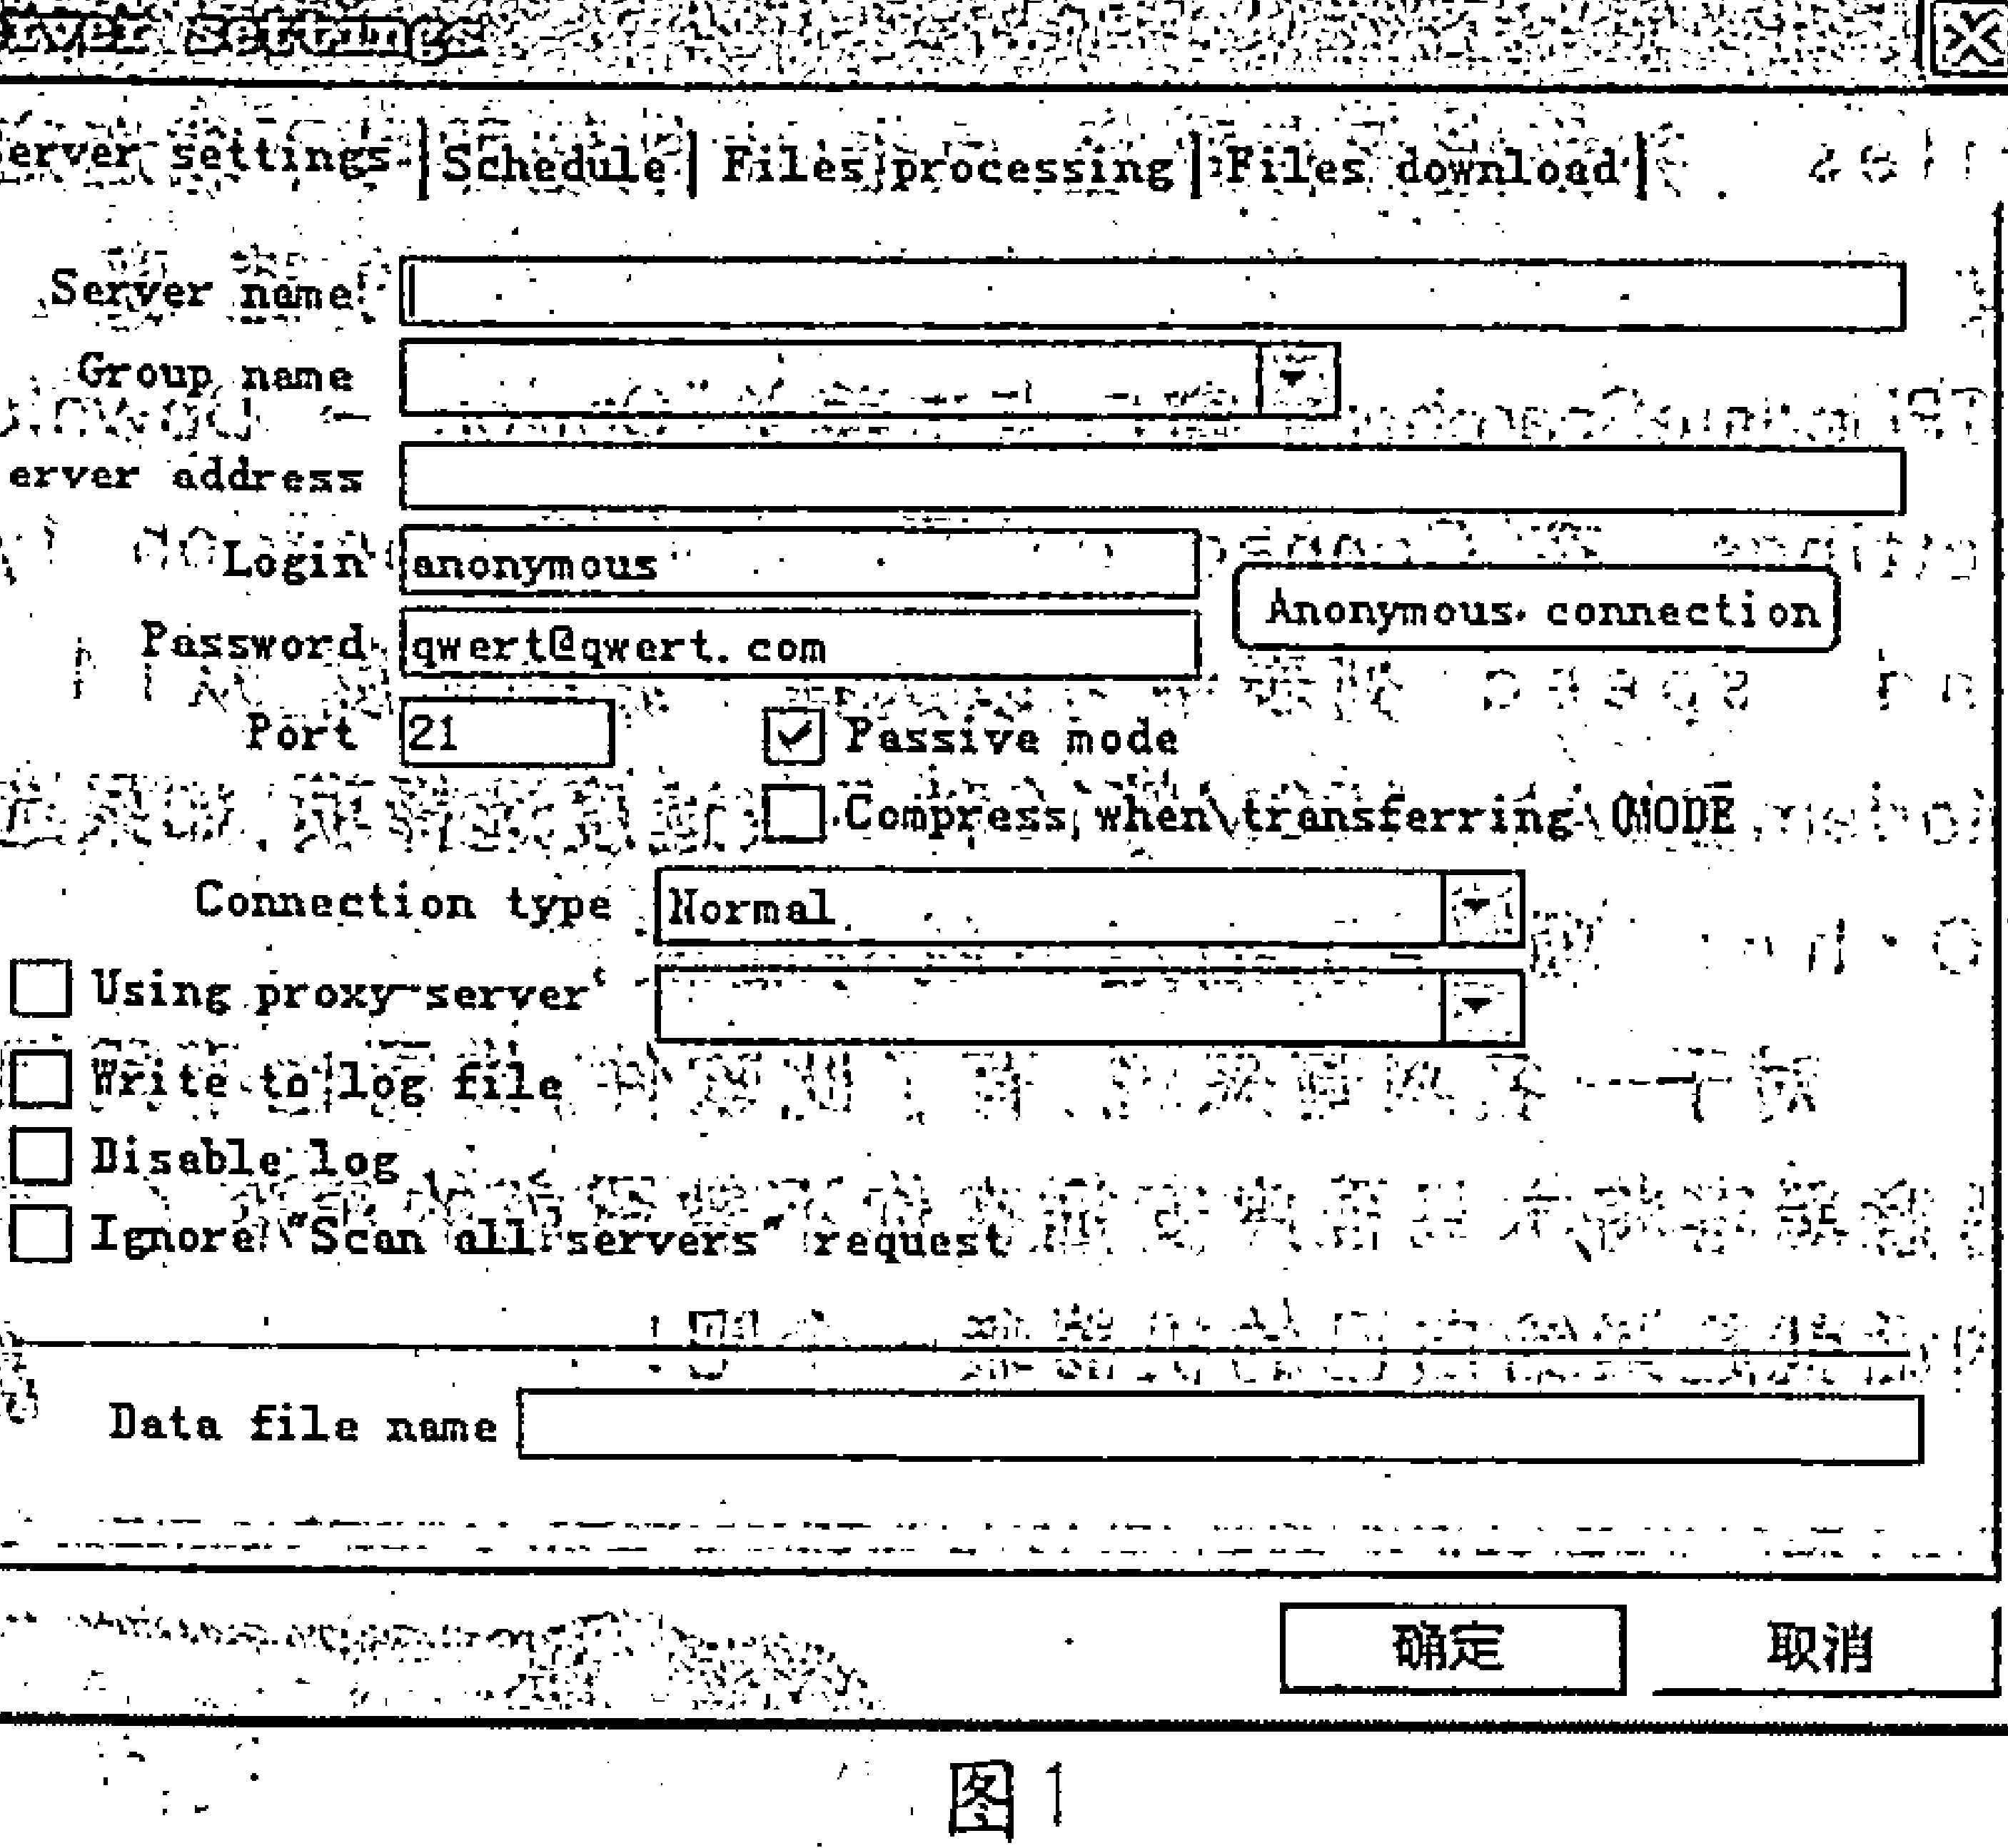 erver settings
erver settings Schedule Files processing Files download
Server name
Group name
erver address
Login anonymous
Anonymous connection
Password qwert@qwert.com
Port 21 Passive mode
Compress when transferring
Connection type Normal
Using proxy-server
Write to log file
Disable log
Ignore "Scan all servers" request
Data file name
确定 取消
图1